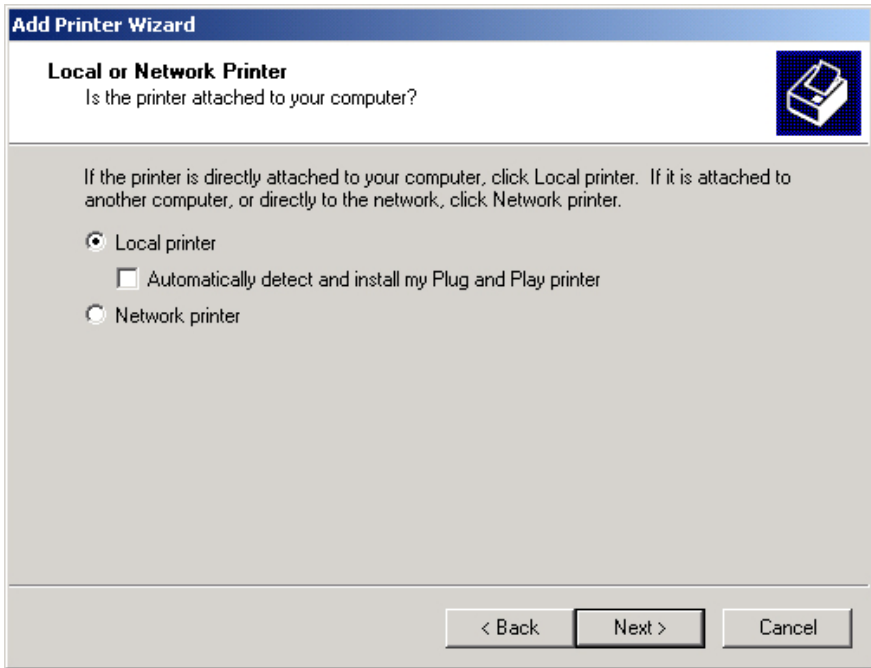 Add Printer Wizard
Local or Network Printer
Is the printer attached to your computer?
If the printer is directly attached to your computer, click Local printer.  If it is attached to
another computer, or directly to the network, click Network printer.
Local printer
Automatically detect and install my Plug and Play printer
Network printer
< Back Next > Cancel